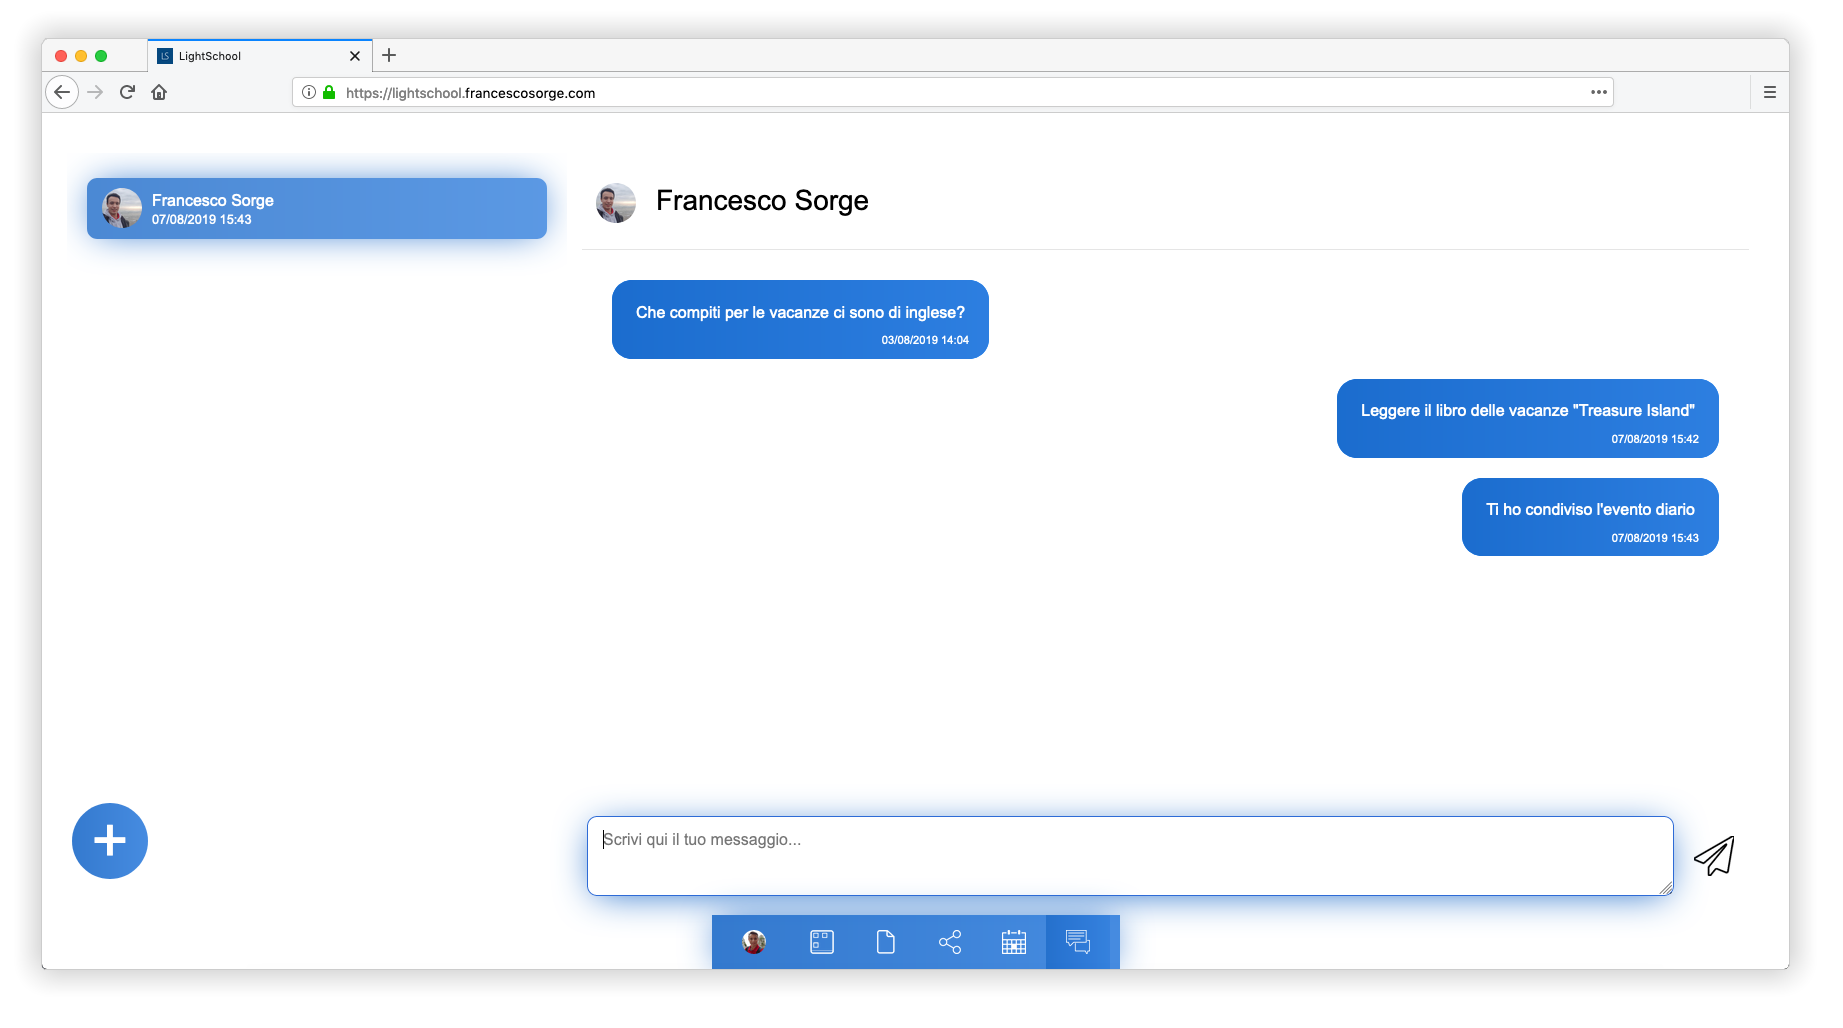 LightSchool
https://lightschool.francescosorge.com
Francesco Sorge
07/08/2019 15:43
Francesco Sorge
Che compiti per le vacanze ci sono di inglese?
03/08/2019 14:04
Leggere il libro delle vacanze "Treasure Island"
07/08/2019 15:42
Ti ho condiviso l'evento diario
07/08/2019 15:43
Scrivi qui il tuo messaggio...